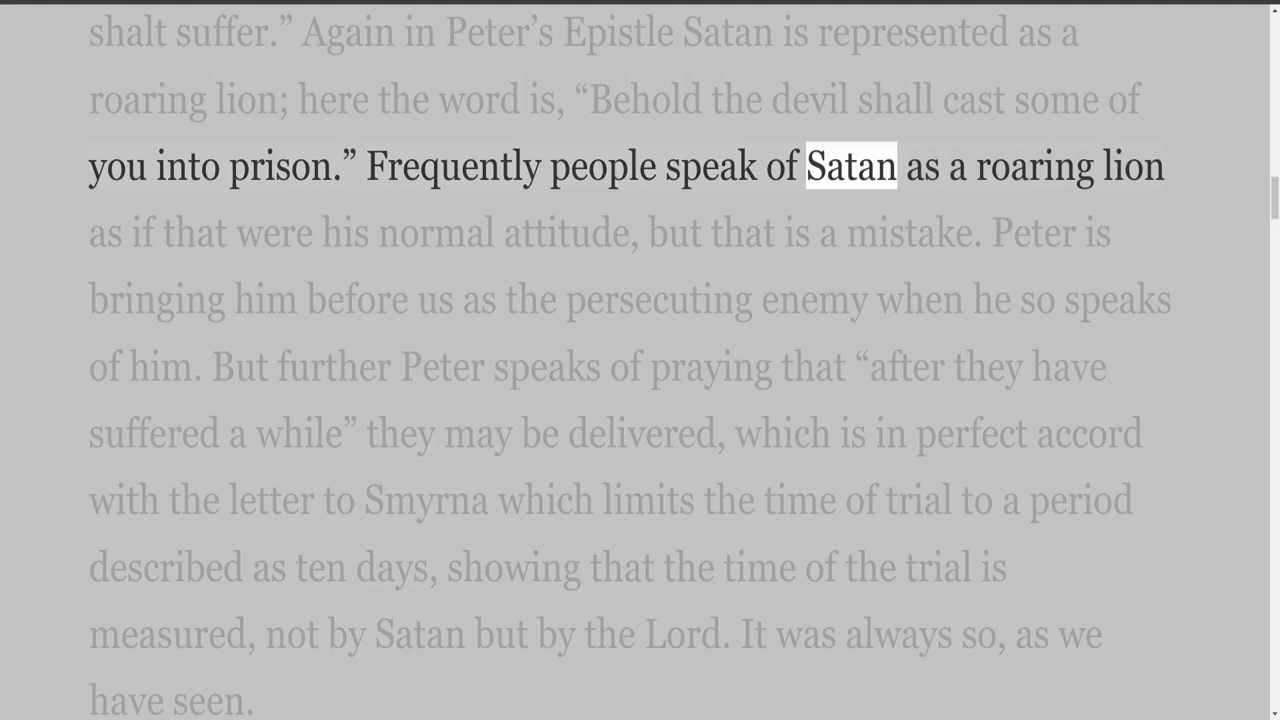 shalt suffer.” Again in Peter’s Epistle Satan is represented as a
roaring lion; here the word is, “Behold the devil shall cast some of
you into prison.” Frequently people speak of Satan as a roaring lion
as if that were his normal attitude, but that is a mistake. Peter is
bringing him before us as the persecuting enemy when he so speaks
of him. But further Peter speaks of praying that “after they have
suffered a while” they may be delivered, which is in perfect accord
with the letter to Smyrna which limits the time of trial to a period
described as ten days, showing that the time of the trial is
measured, not by Satan but by the Lord. It was always so, as we
have seen.